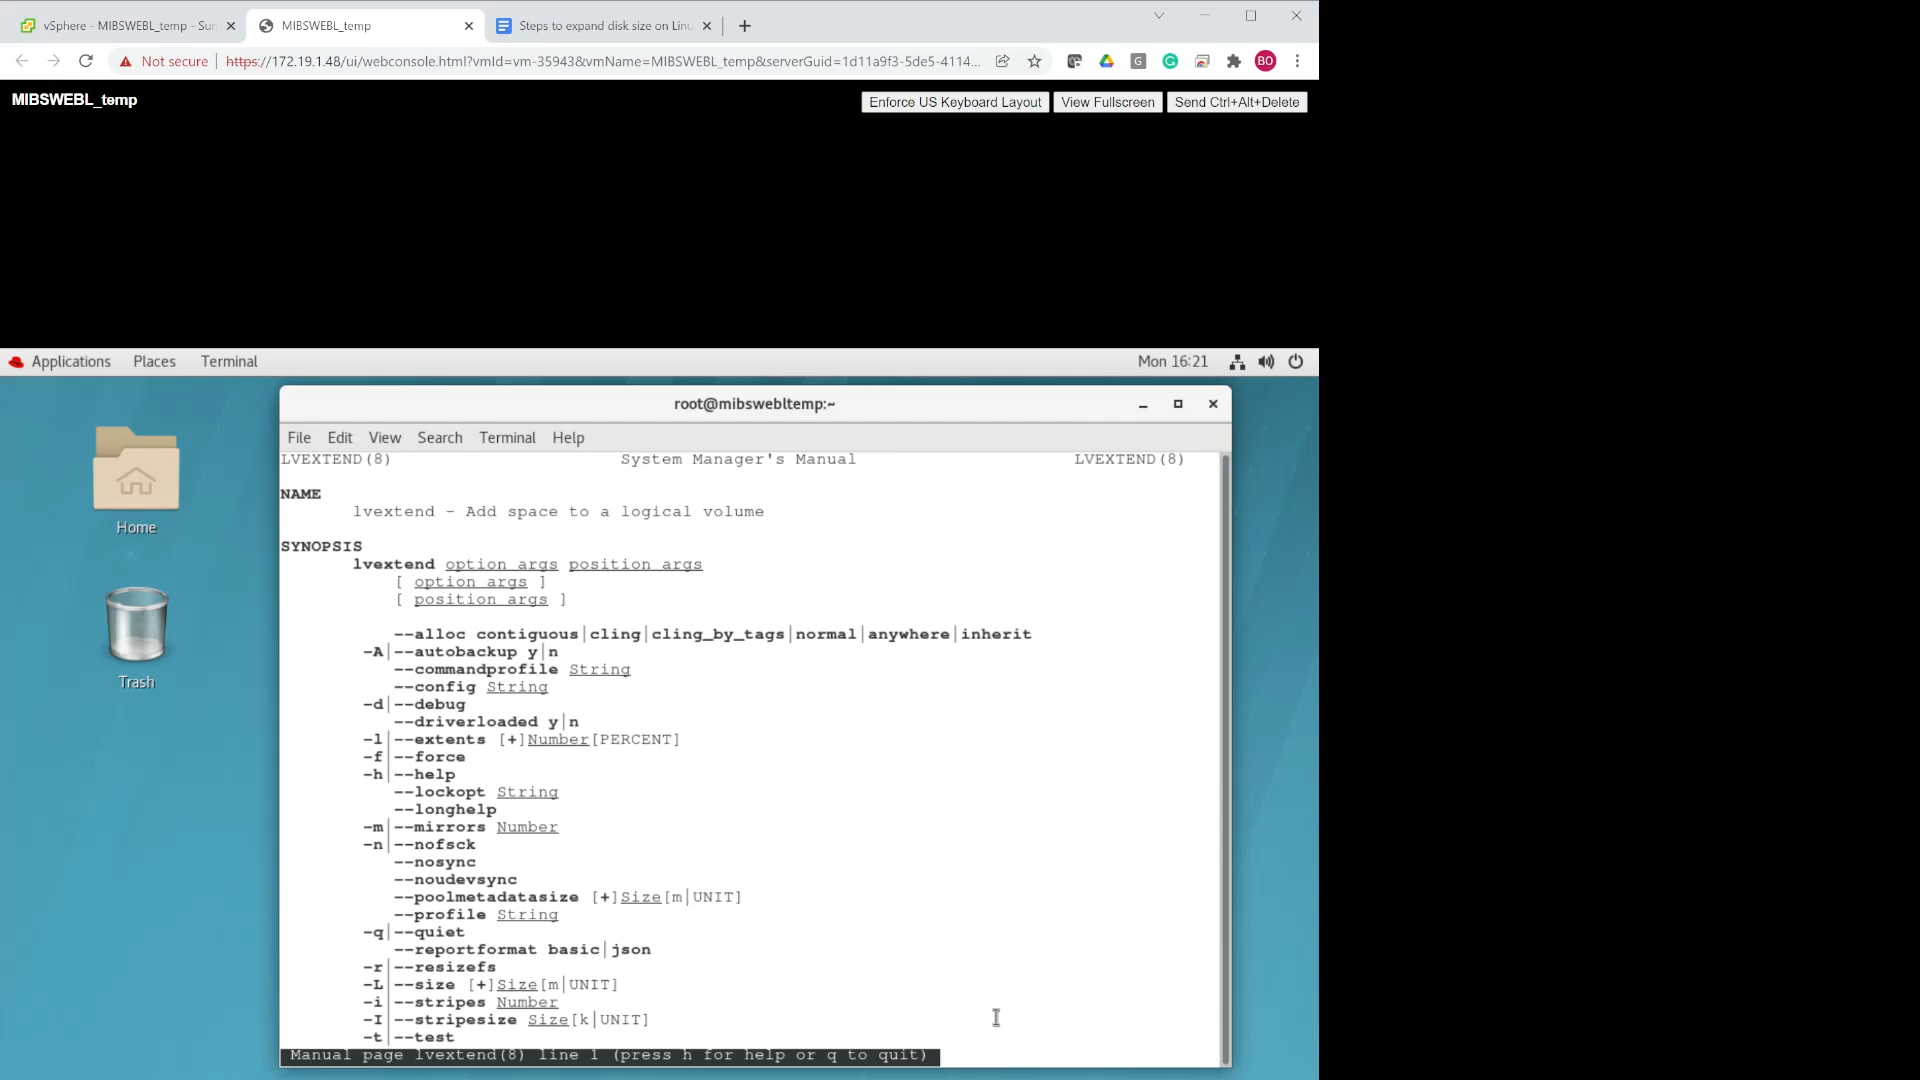 vSphere - MIBSWEBL_temp - Sum
MIBSWEBL_temp
Steps to expand disk size on Linu
Not secure
https://172.19.1.48/ui/webconsole.html?vmId=vm-35943&vmName=MIBSWEBL_temp&serverGuid=1d11a9f3-5de5-4114...
G
BO
MIBSWEBL_temp
Enforce US Keyboard Layout
View Fullscreen
Send Ctrl+Alt+Delete
Applications Places Terminal
Mon 16:21
Home
Trash
root@mibswebltemp:~
File Edit View Search Terminal Help
LVEXTEND(8) System Manager's Manual LVEXTEND(8)
NAME
lvextend - Add space to a logical volume
SYNOPSIS
lvextend option_args position_args
[ option_args ]
[ position_args ]
--alloc contiguous|cling|cling_by_tags|normal|anywhere|inherit
-A|--autobackup y|n
--commandprofile String
--config String
-d|--debug
--driverloaded y|n
-l|--extents [+]Number[PERCENT]
-f|--force
-h|--help
--lockopt String
--longhelp
-m|--mirrors Number
-n|--nofsck
--nosync
--noudevsync
--poolmetadatasize [+]Size[m|UNIT]
--profile String
-q|--quiet
--reportformat basic|json
-r|--resizefs
-L|--size [+]Size[m|UNIT]
-i|--stripes Number
-I|--stripesize Size[k|UNIT]
-t|--test
Manual page lvextend(8) line 1 (press h for help or q to quit)